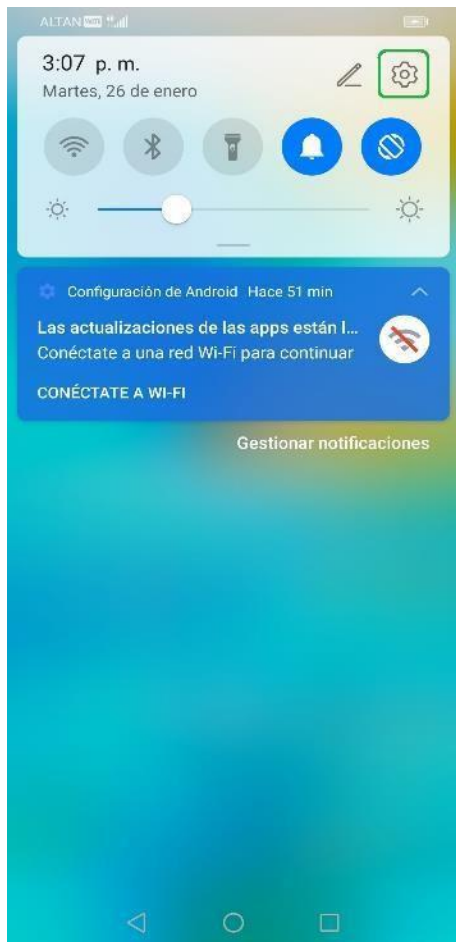 ALTAN
3:07 p. m.
Martes, 26 de enero
Configuración de Android Hace 51 min
Las actualizaciones de las apps están l...
Conéctate a una red Wi-Fi para continuar
CONÉCTATE A WI-FI
Gestionar notificaciones